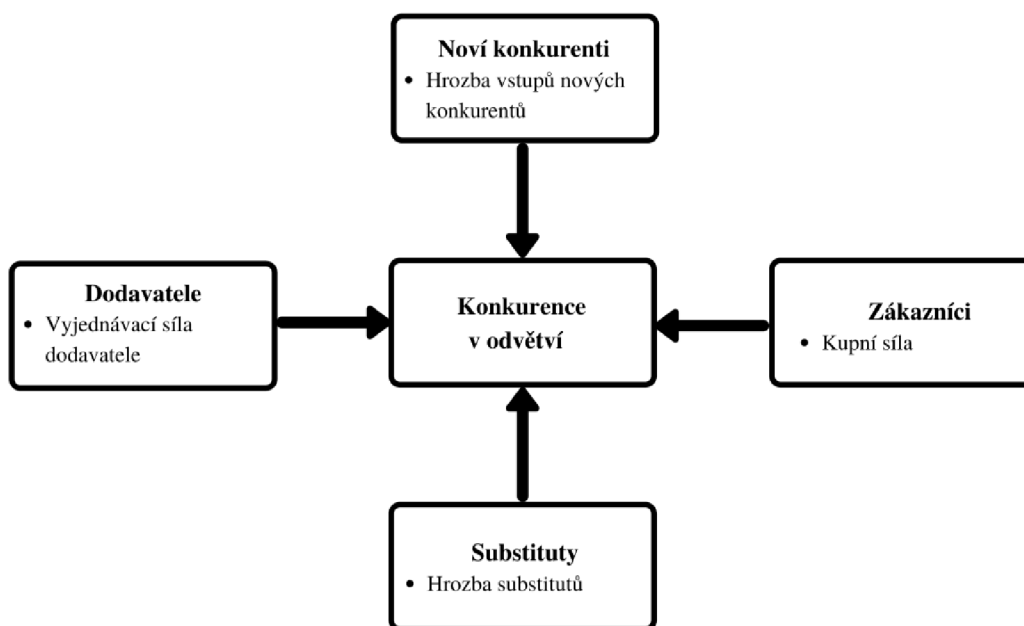 Noví konkurenti
• Hrozba vstupů nových
konkurentů
Dodavatele
• Vyjednávací síla
dodavatele
Konkurence
v odvětví
Zákazníci
• Kupní síla
Substituty
• Hrozba substitutů